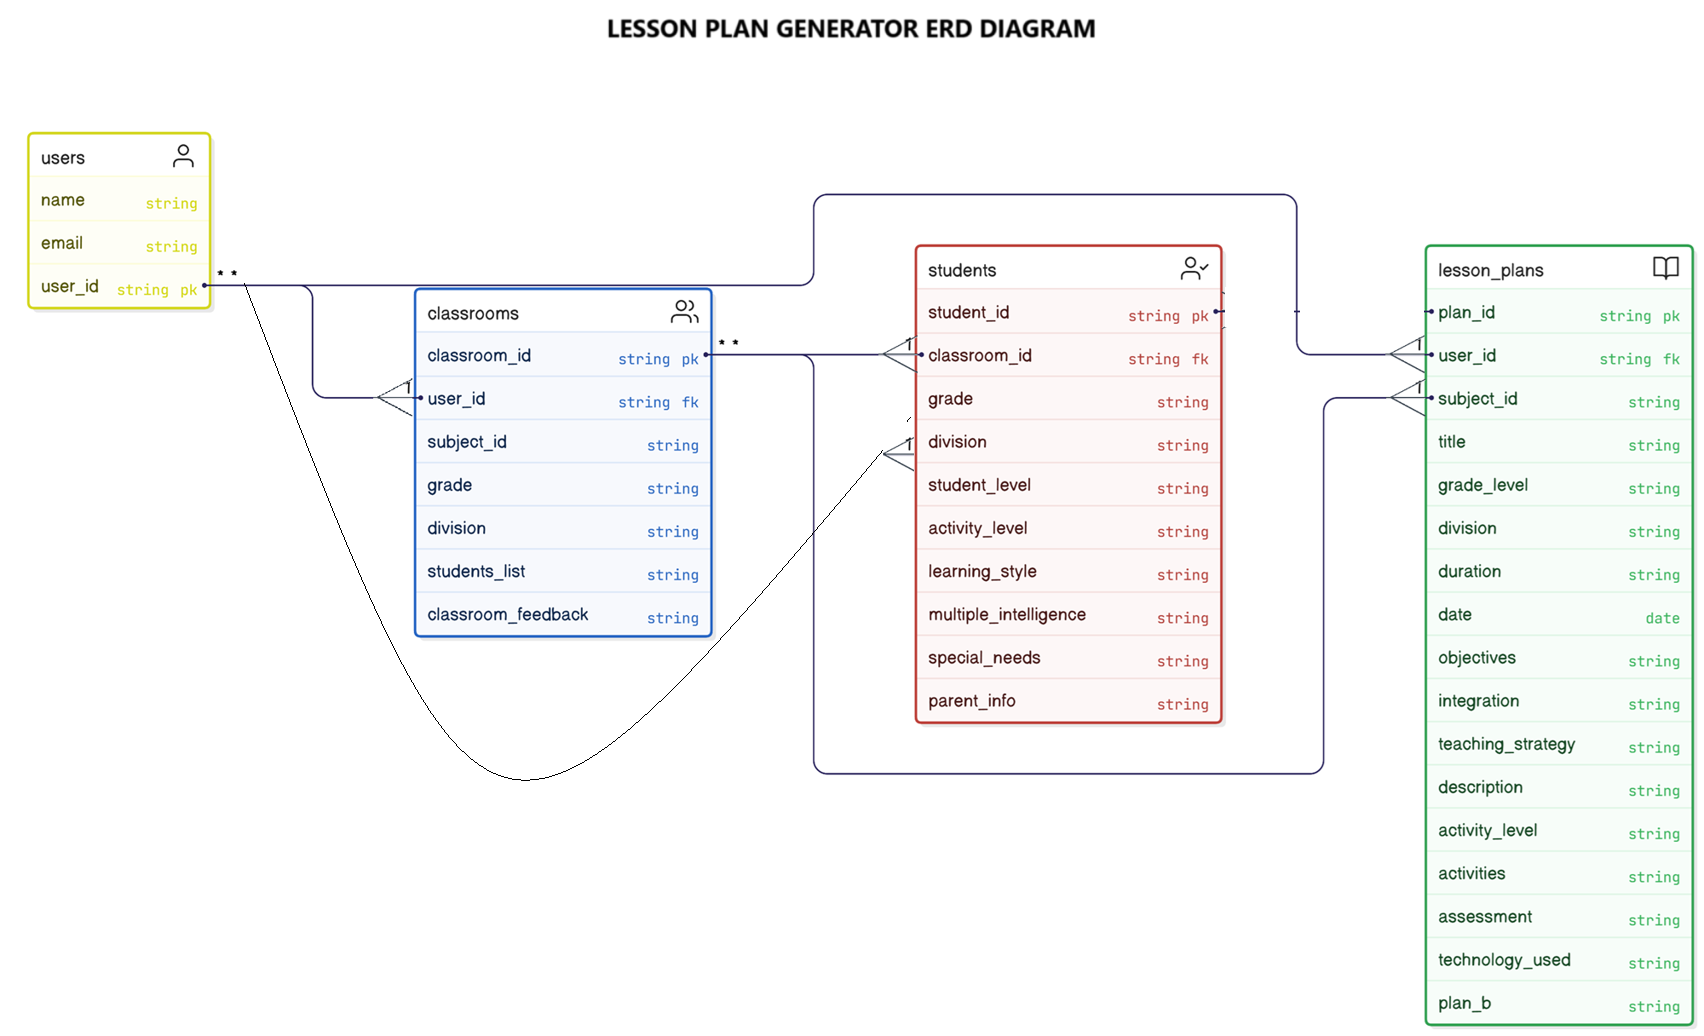 LESSON PLAN GENERATOR ERD DIAGRAM
users
name string
email string
user_id string pk
* *
classrooms
classroom_id string pk
* *
1
user_id string fk
subject_id string
grade string
division string
students_list string
classroom_feedback string
students
student_id string pk
1
classroom_id string fk
grade string
1
division string
student_level string
activity_level string
learning_style string
multiple_intelligence string
special_needs string
parent_info string
lesson_plans
plan_id string pk
1
user_id string fk
1
subject_id string
title string
grade_level string
division string
duration string
date date
objectives string
integration string
teaching_strategy string
description string
activity_level string
activities string
assessment string
technology_used string
plan_b string